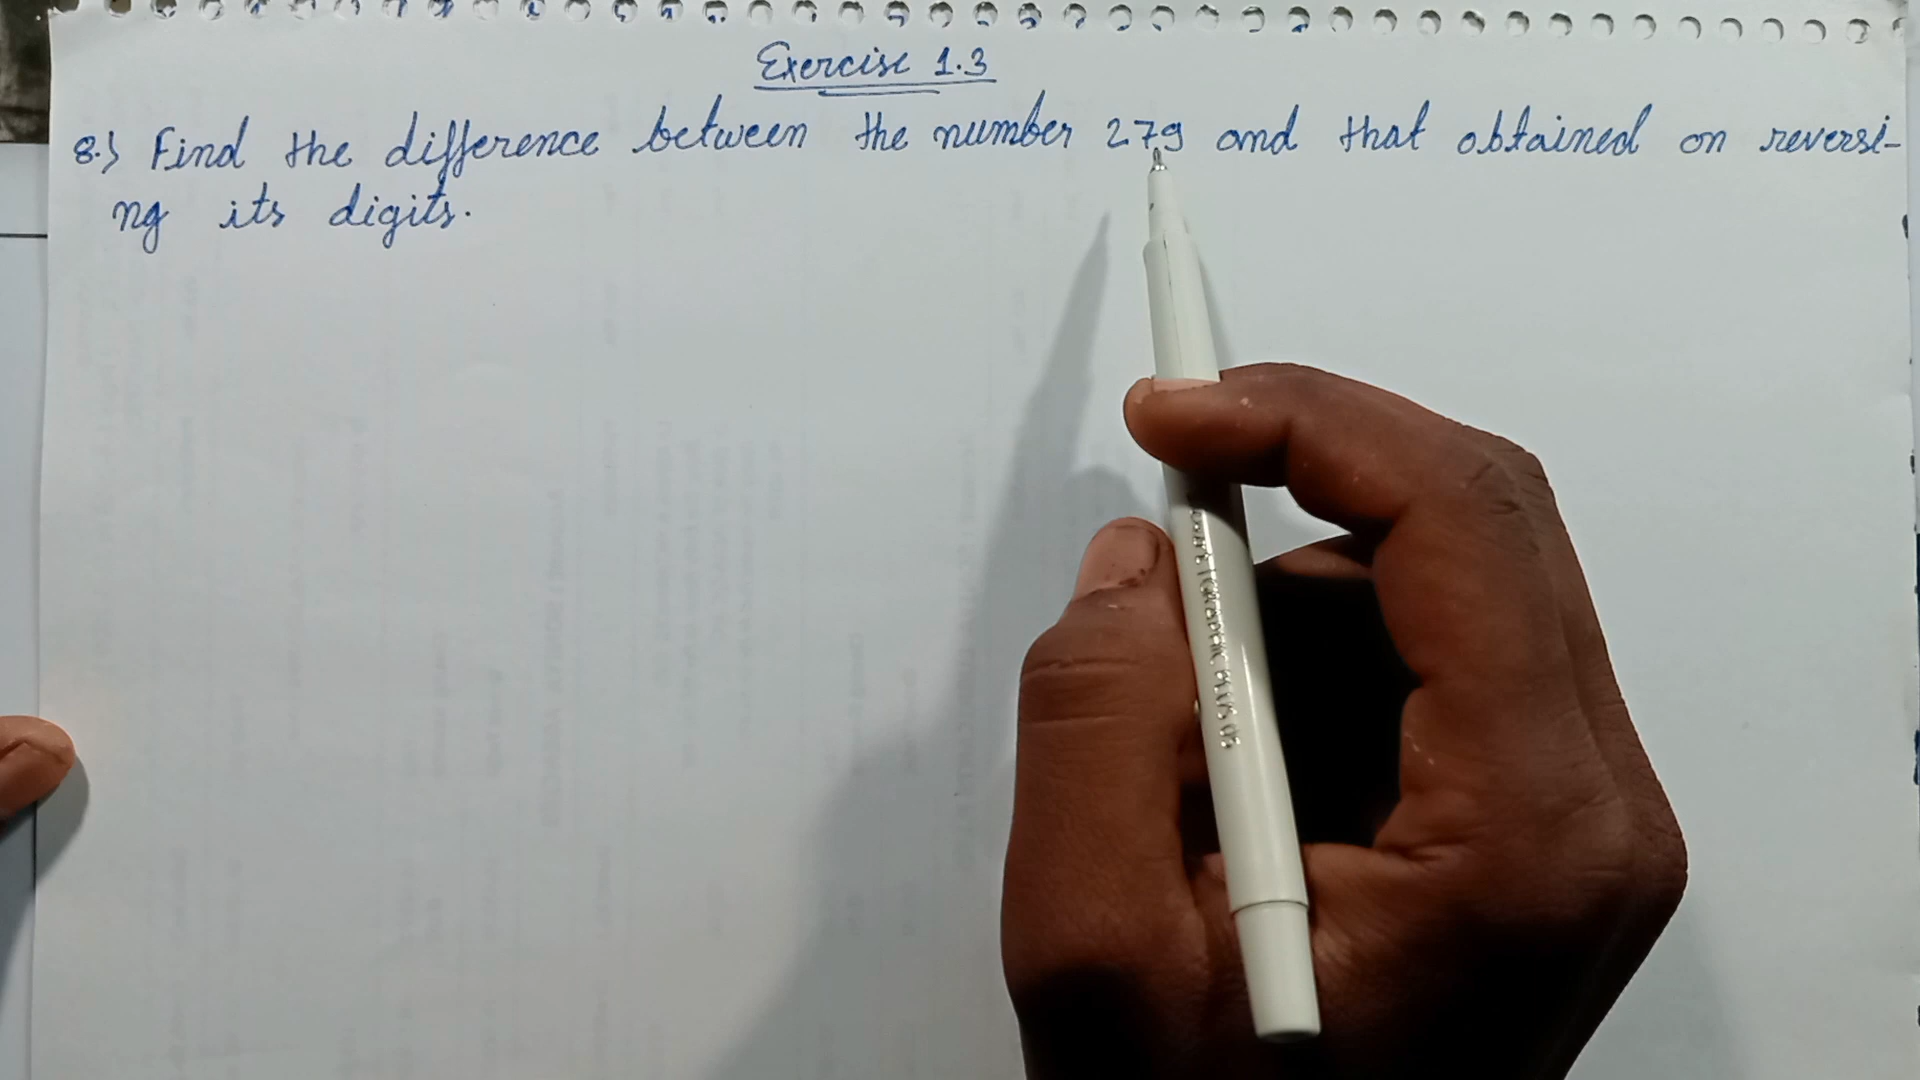 Exercise 1.3
8.) Find the difference between the number 279 and that obtained on reversi-
ng its digits.